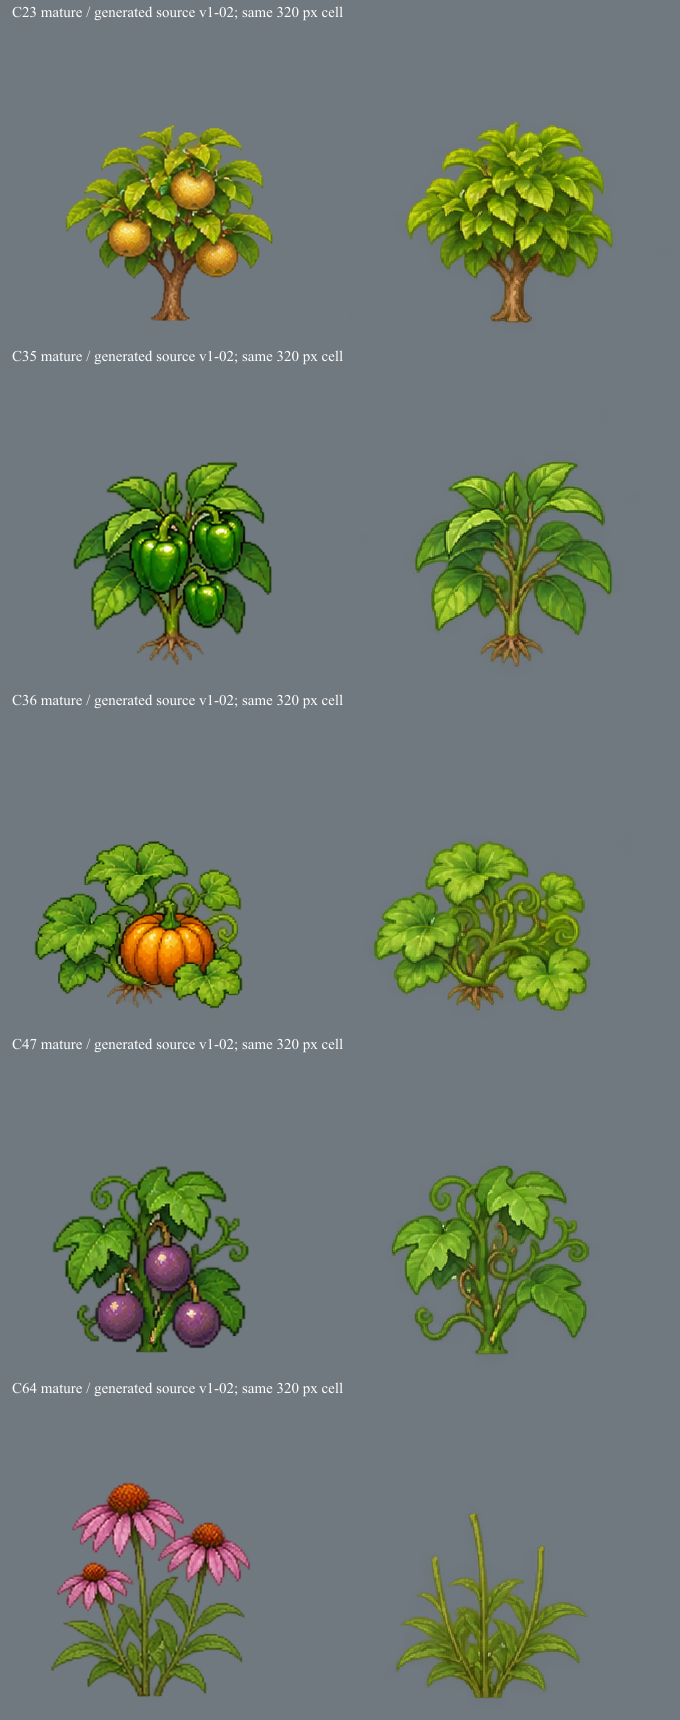 C23 mature / generated source v1-02; same 320 px cell
C35 mature / generated source v1-02; same 320 px cell
C36 mature / generated source v1-02; same 320 px cell
C47 mature / generated source v1-02; same 320 px cell
C64 mature / generated source v1-02; same 320 px cell